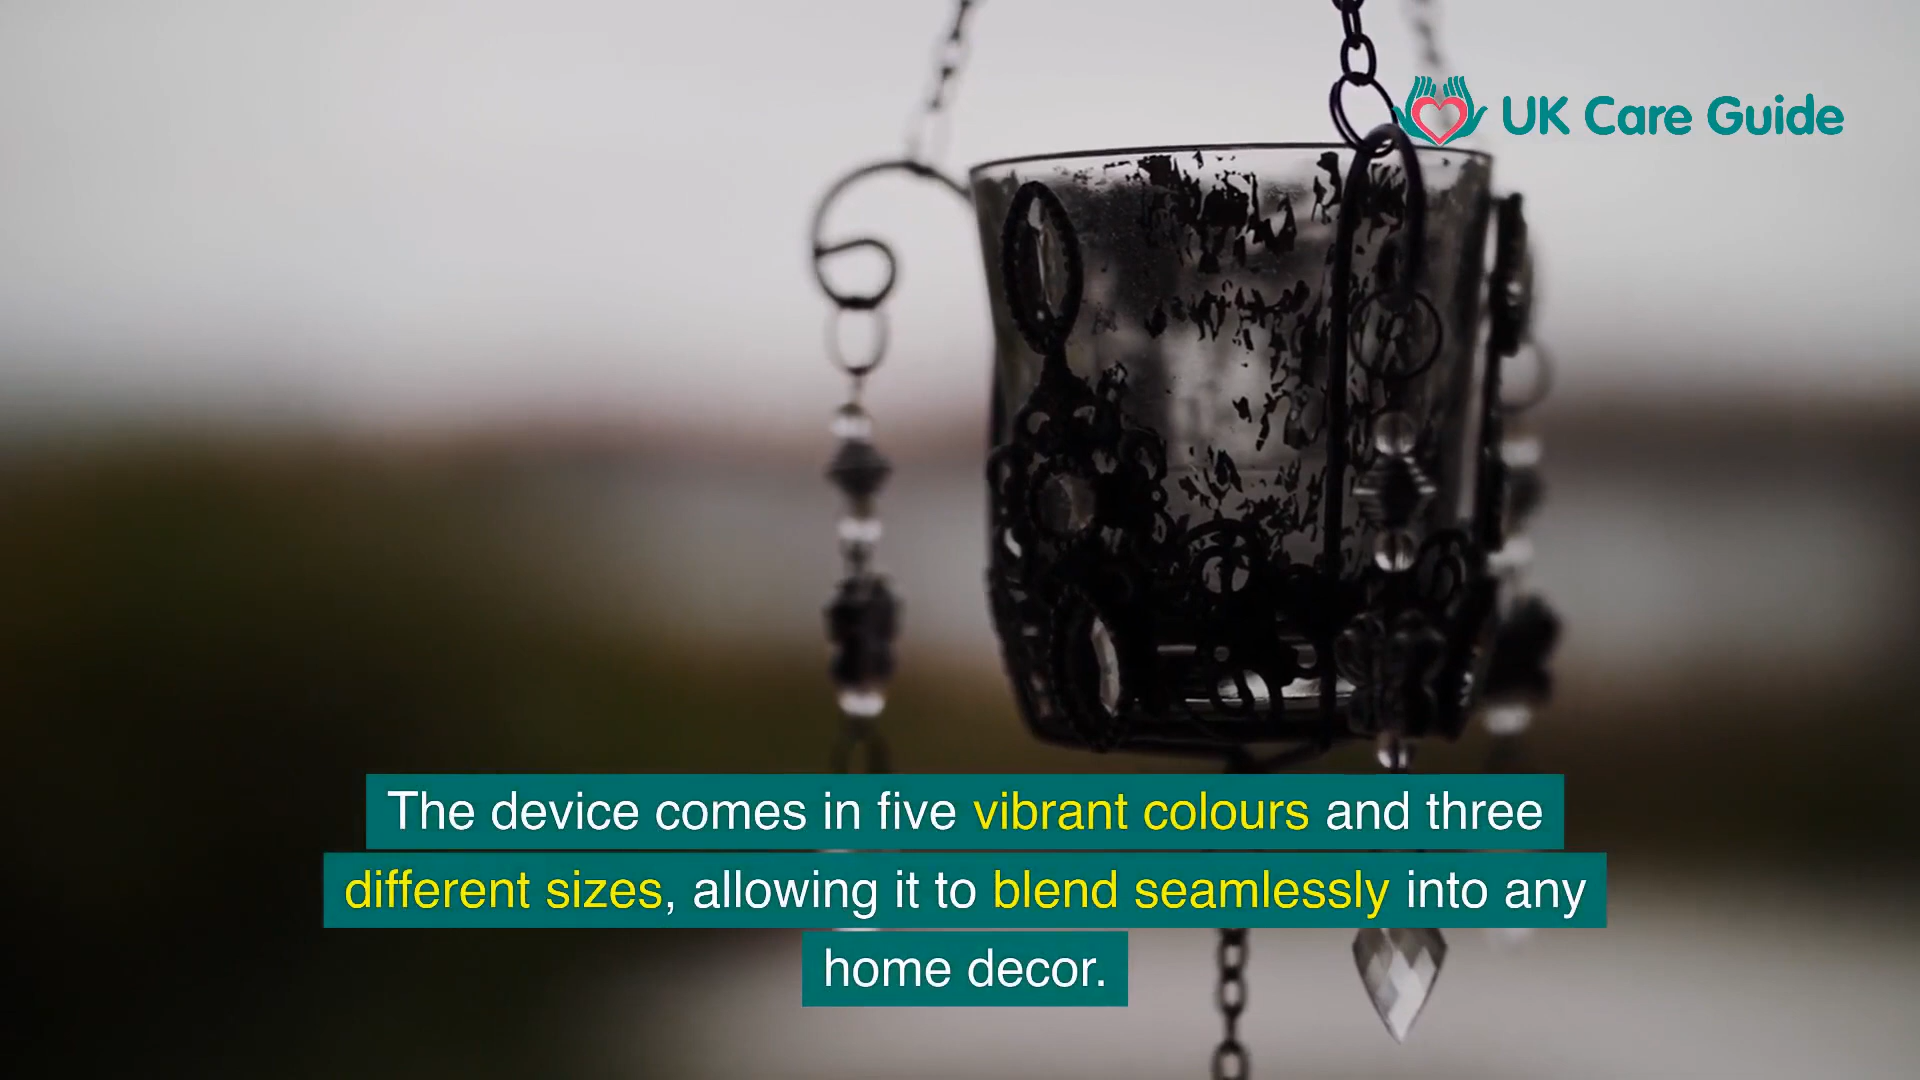 UK Care Guide
The device comes in five vibrant colours and three
different sizes, allowing it to blend seamlessly into any
home decor.